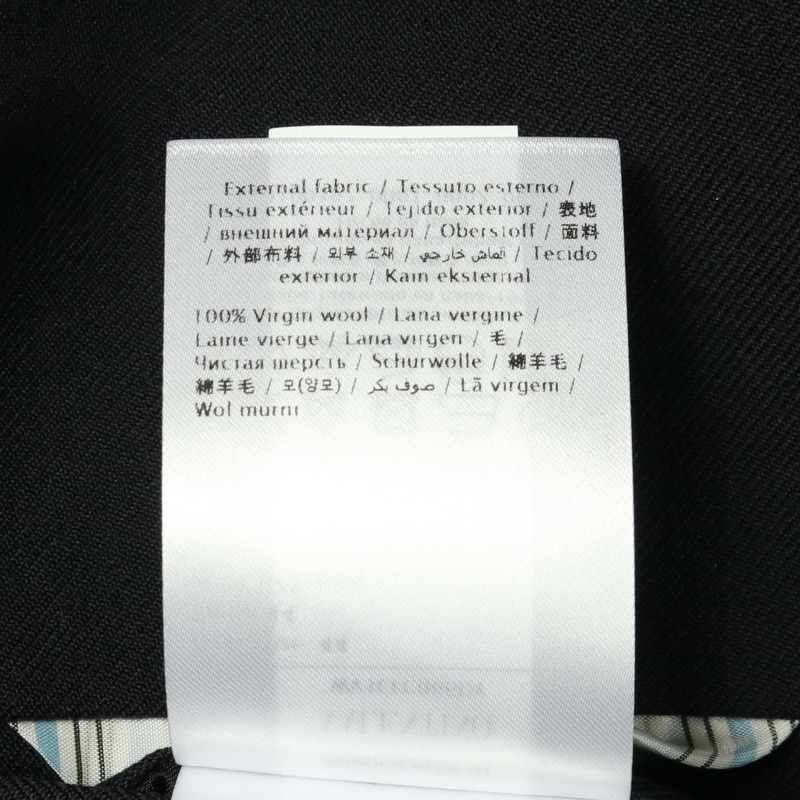 External fabric / Tessuto esterno /
Tissu extérieur / Tejido exterior / 表地
/ внешний материал / Oberstoff / 面料
/ 外部布料 / 외부 소재 / قماش خارجي / Tecido
exterior / Kain eksternal
100% Virgin wool / Lana vergine /
Laine vierge / Lana virgen / 毛 /
Чистая шерсть / Schurwolle / 綿羊毛 /
綿羊毛 / 모(양모) / صوف بكر / Lã virgem /
Wol murni